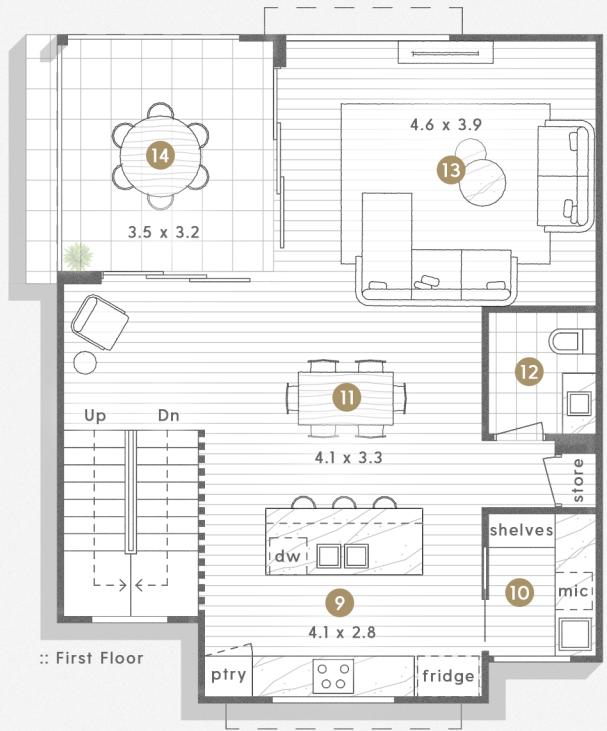 4.6 x 3.9
14
13
3.5 x 3.2
12
11
Up Dn
4.1 x 3.3
store
shelves
dw
mic
10
9
4.1 x 2.8
:: First Floor
ptry
fridge